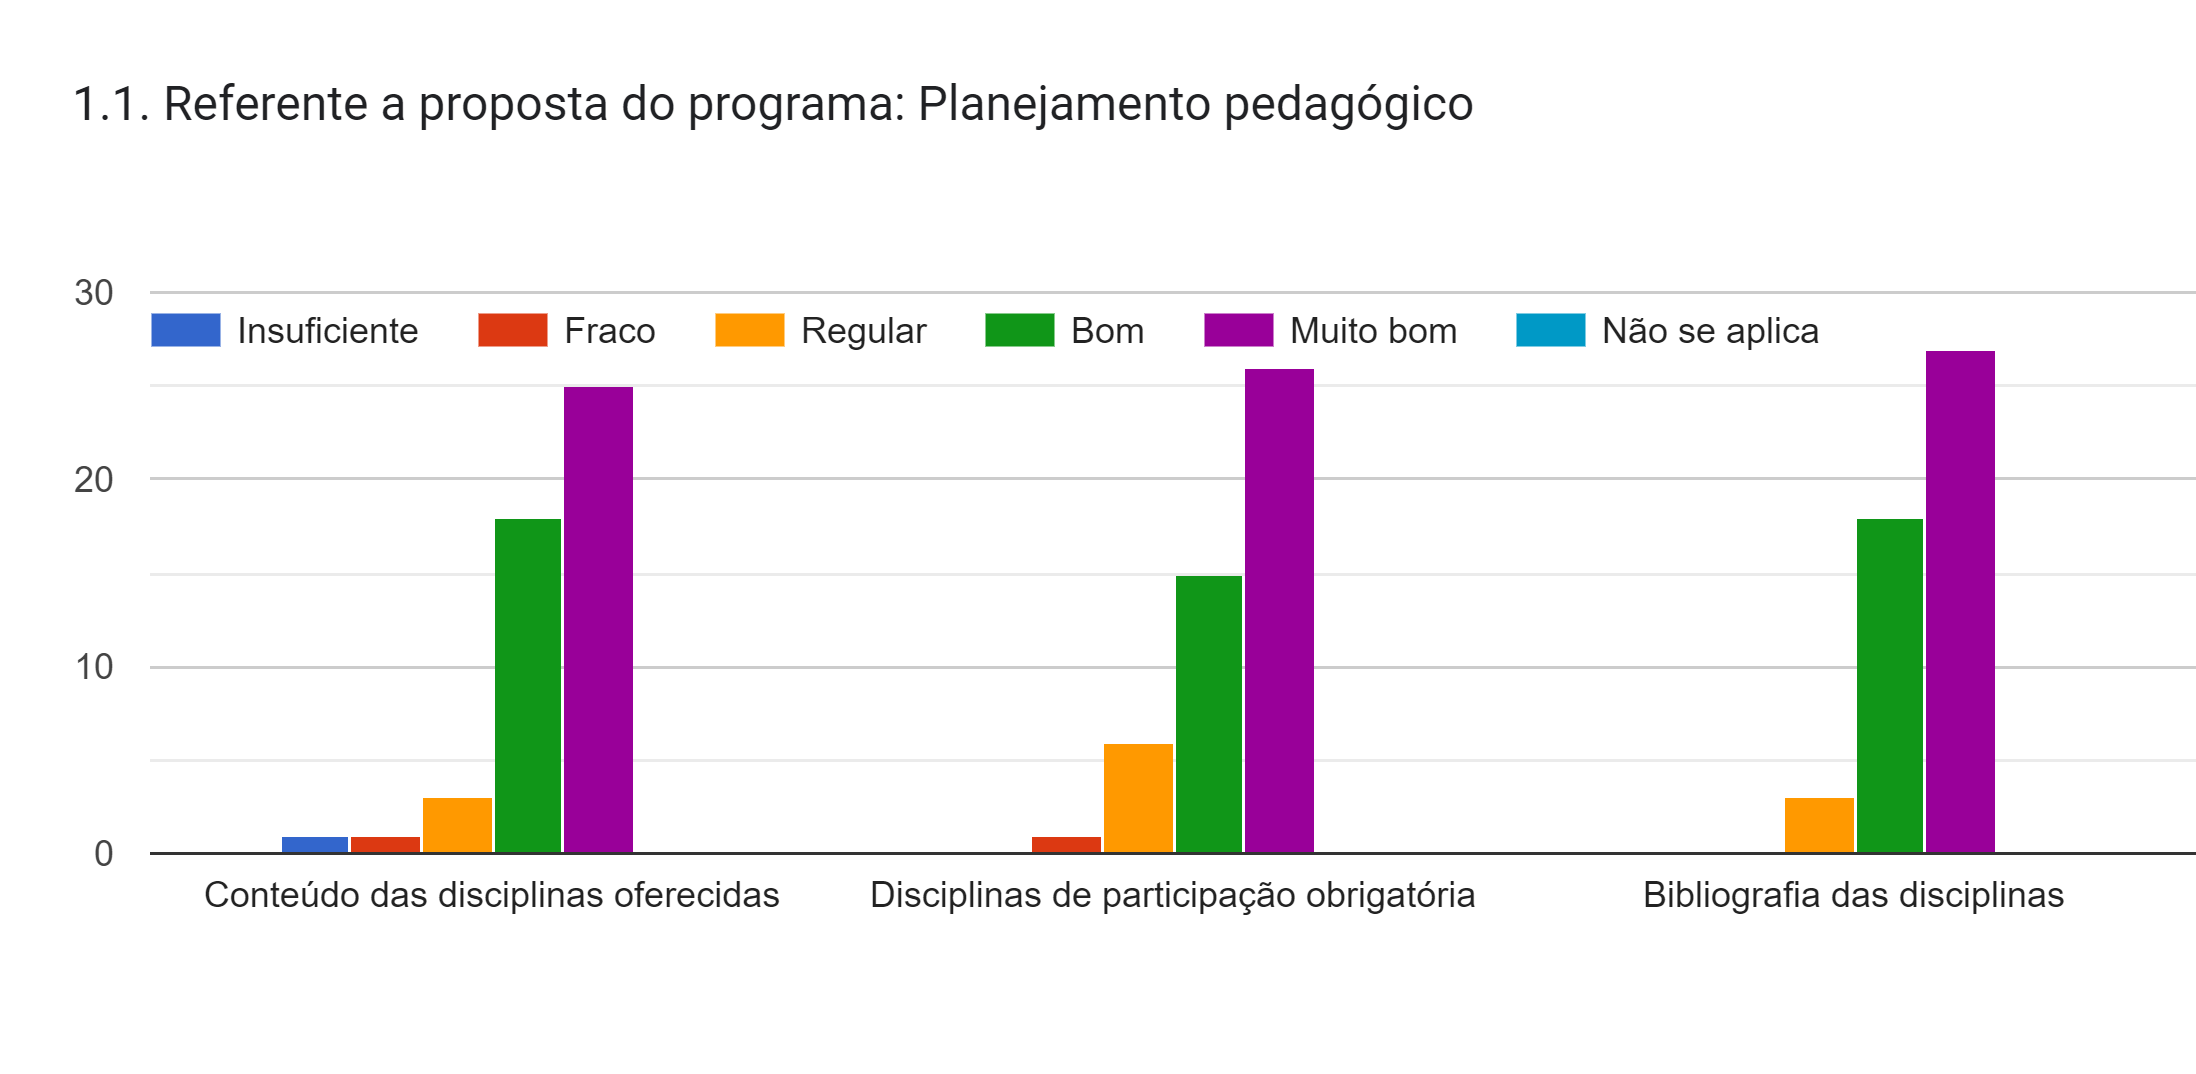 1.1. Referente a proposta do programa: Planejamento pedagógico
30
Insuficiente Fraco Regular Bom Muito bom Não se aplica
20
10
0
Conteúdo das disciplinas oferecidas Disciplinas de participação obrigatória Bibliografia das disciplinas